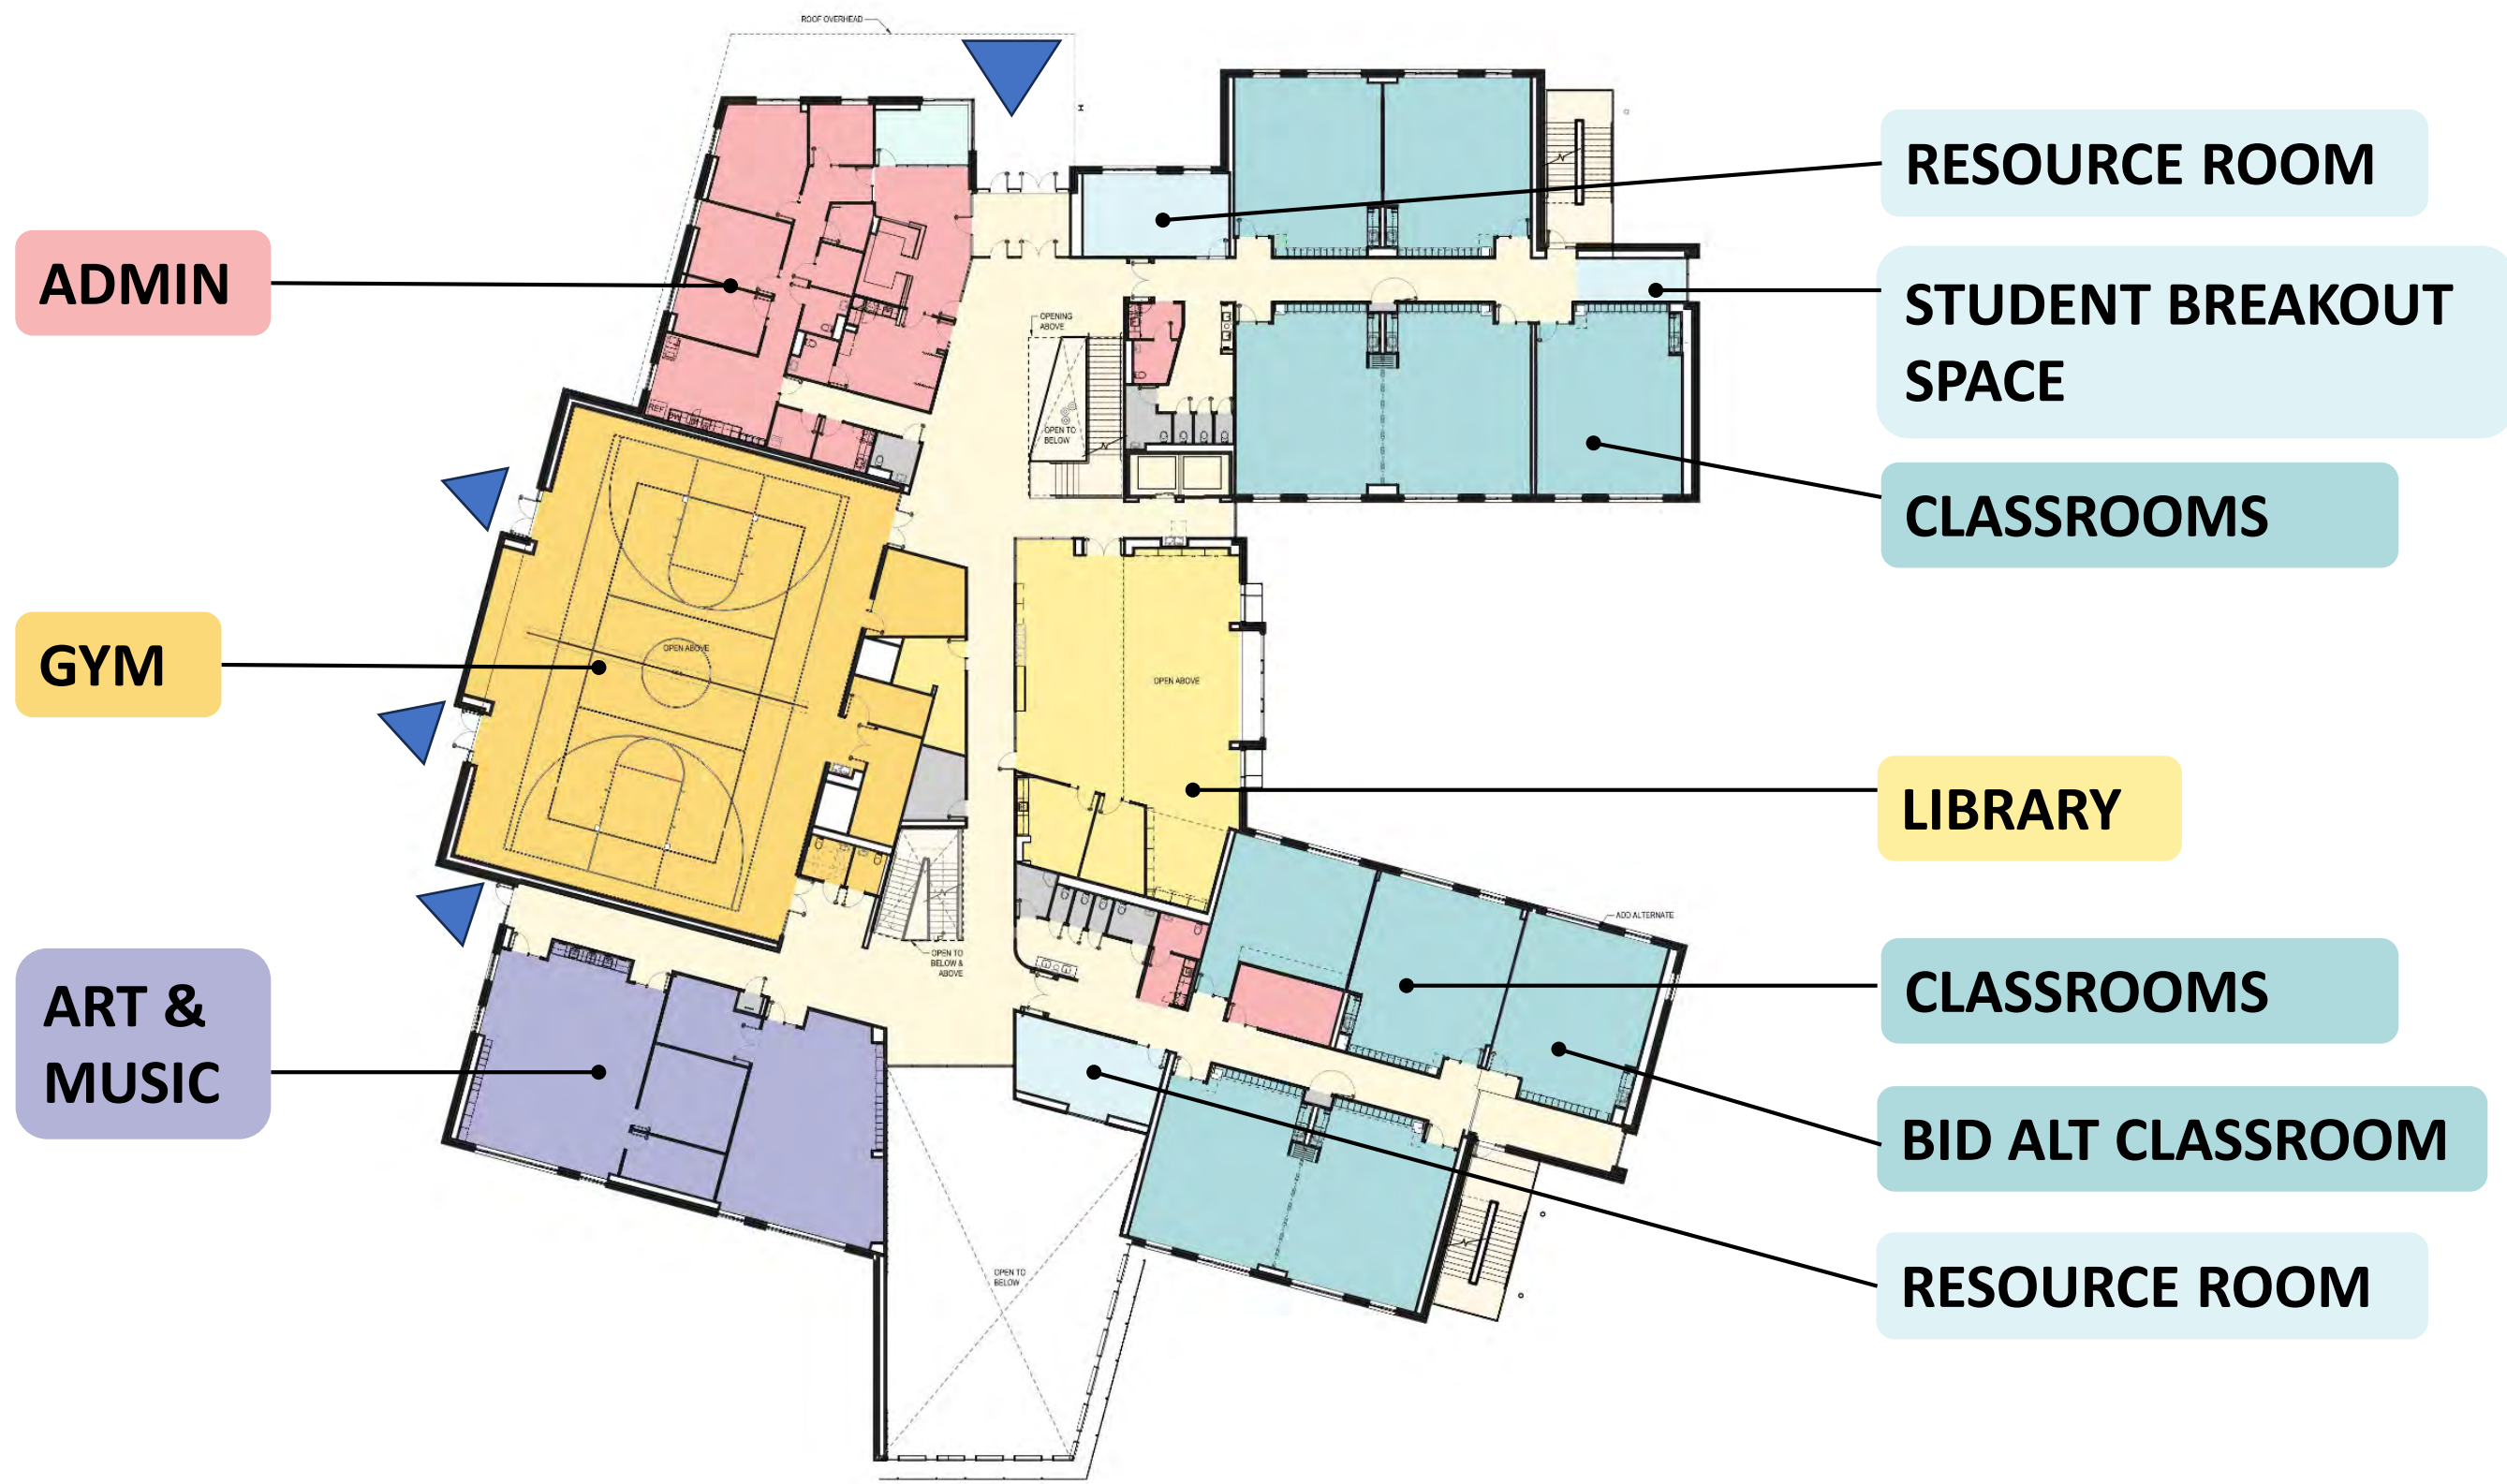 ROOF OVERHEAD
RESOURCE ROOM
ADMIN
STUDENT BREAKOUT
SPACE
OPENING
ABOVE
REF
DW
OPEN TO
BELOW
CLASSROOMS
GYM
OPEN ABOVE
OPEN ABOVE
LIBRARY
ADD ALTERNATE
OPEN TO
BELOW &
ABOVE
CLASSROOMS
ART &
MUSIC
BID ALT CLASSROOM
OPEN TO
BELOW
RESOURCE ROOM